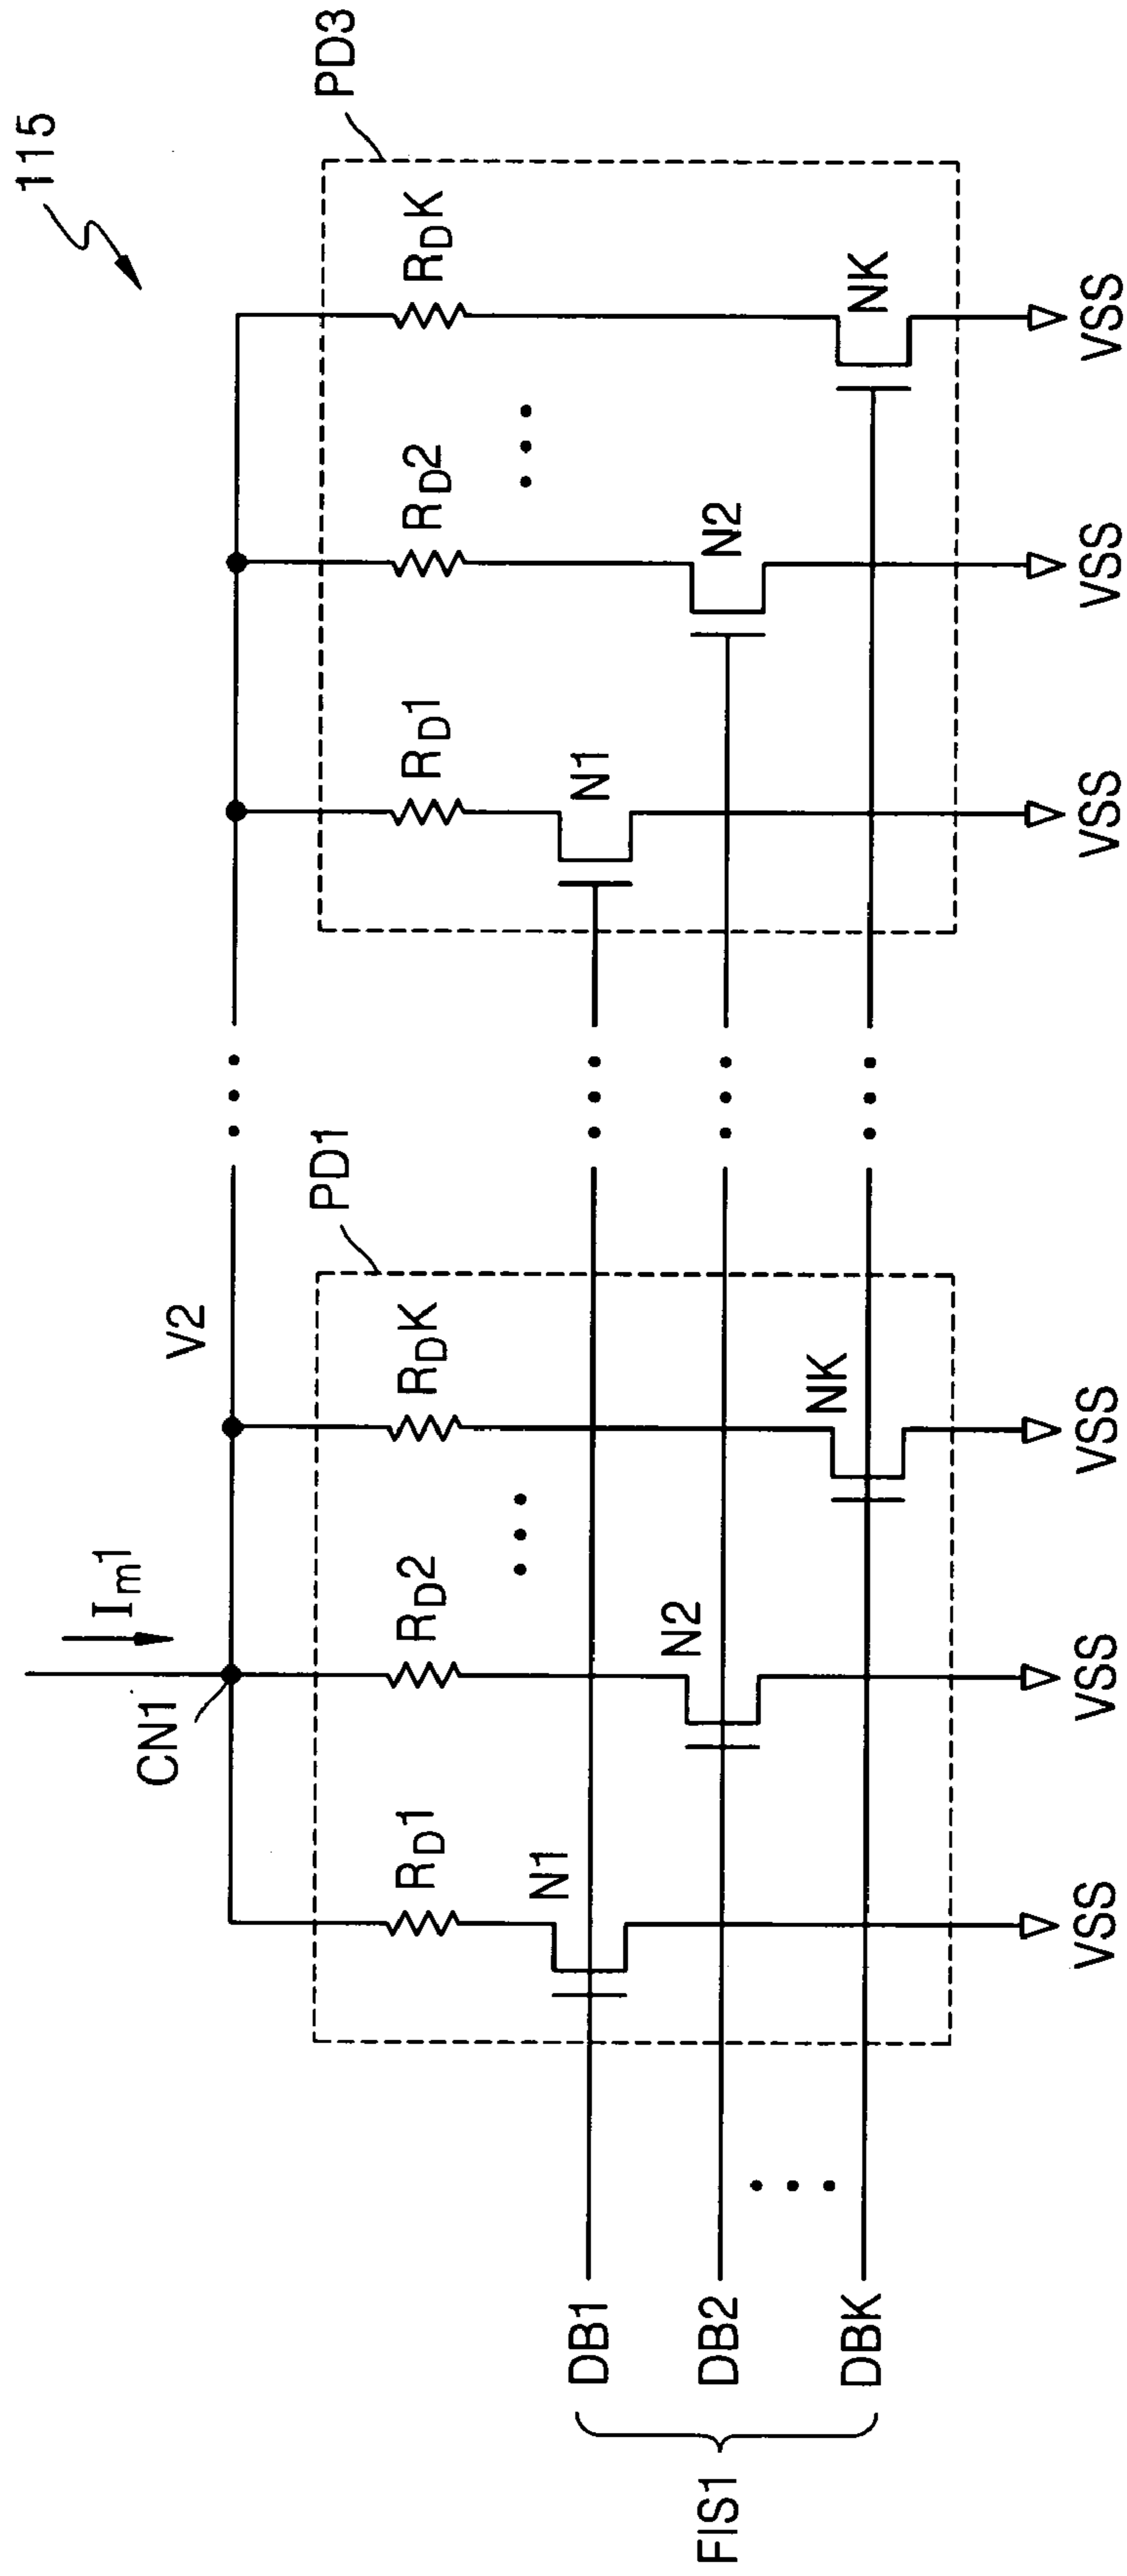 115
PD3
CN1
Im1
V2
PD1
RD1
RD2
RDK
RD1
RD2
RDK
N1
N2
NK
N1
N2
NK
DB1
DB2
DBK
FIS1
VSS
VSS
VSS
VSS
VSS
VSS